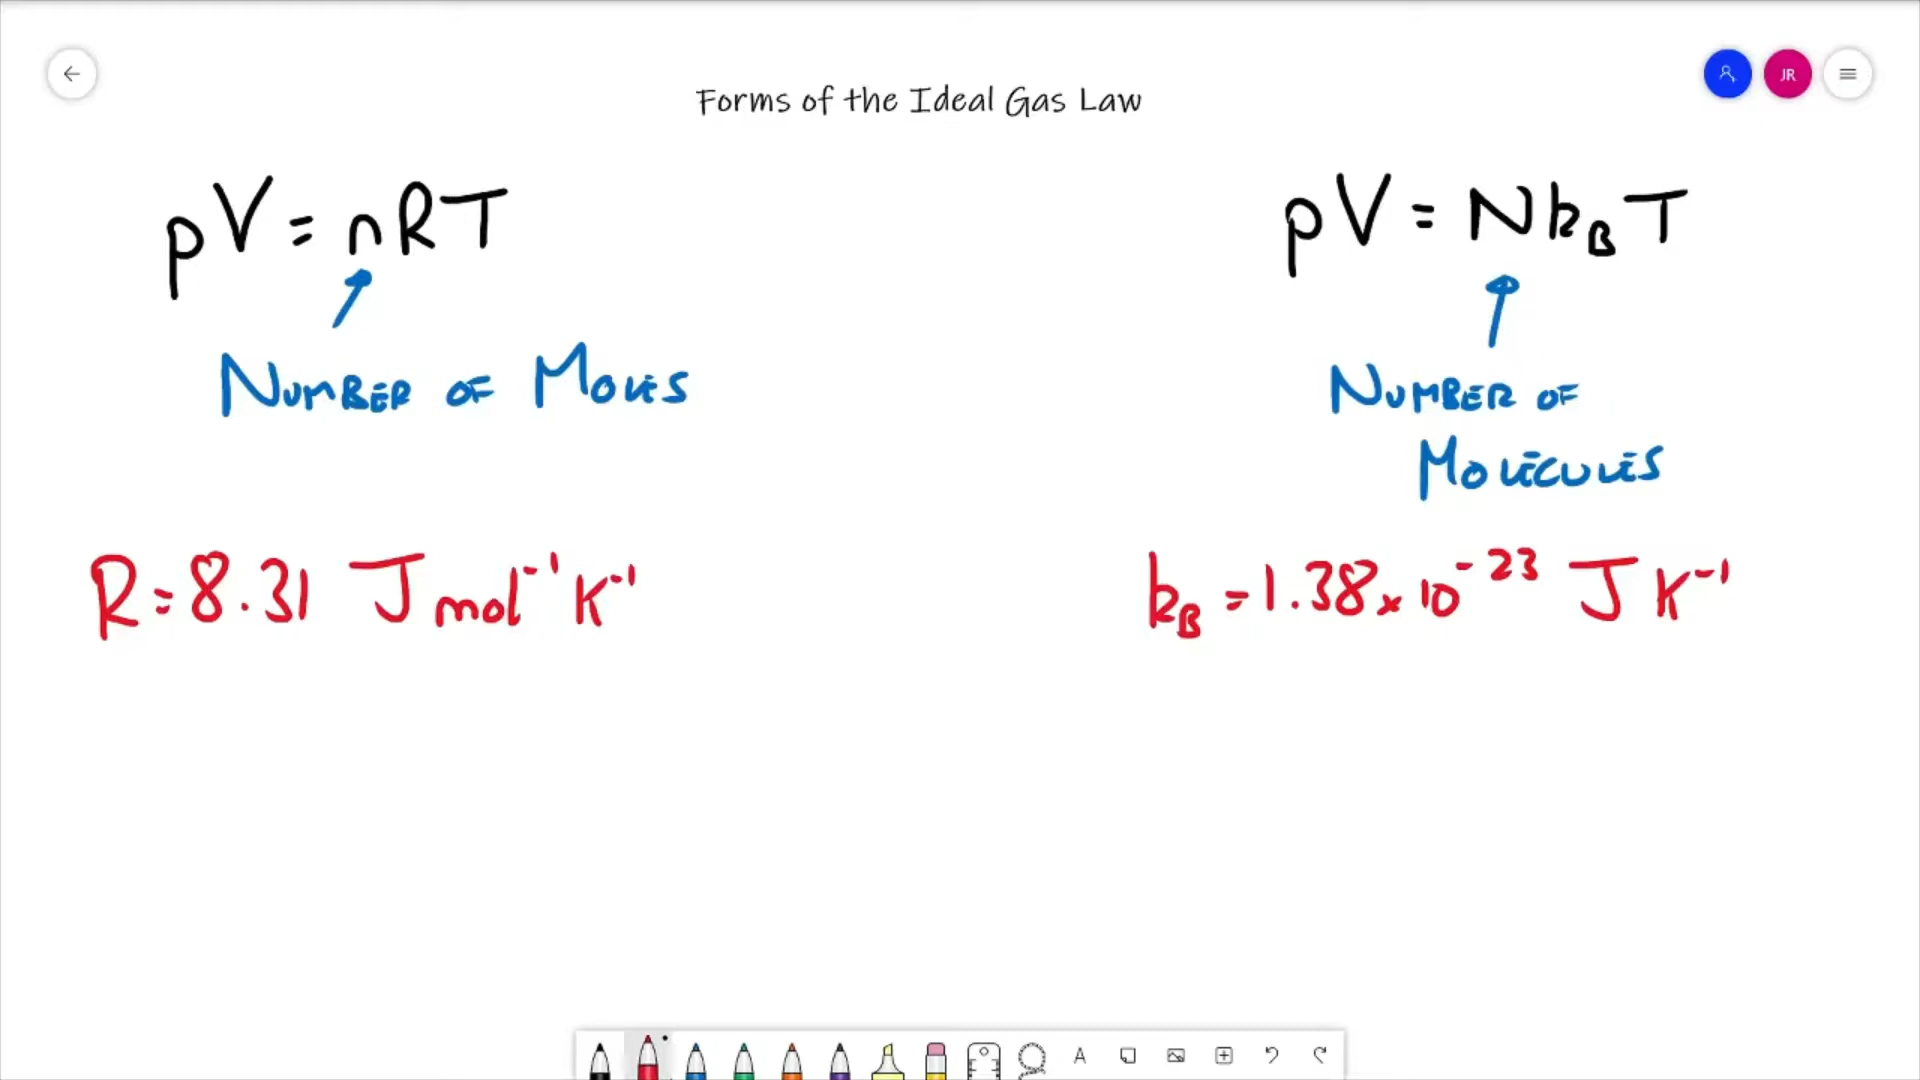 JR
Forms of the Ideal Gas Law
pV = nRT
NUMBER OF MOLES
R = 8.31 J mol⁻¹ K⁻¹
pV = Nk_BT
NUMBER OF
MOLECULES
k_B = 1.38 × 10⁻²³ J K⁻¹
A